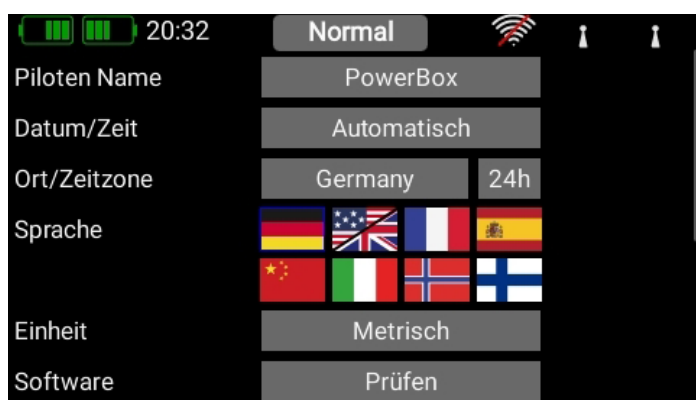 20:32 Normal
Piloten Name PowerBox
Datum/Zeit Automatisch
Ort/Zeitzone Germany 24h
Sprache
Einheit Metrisch
Software Prüfen